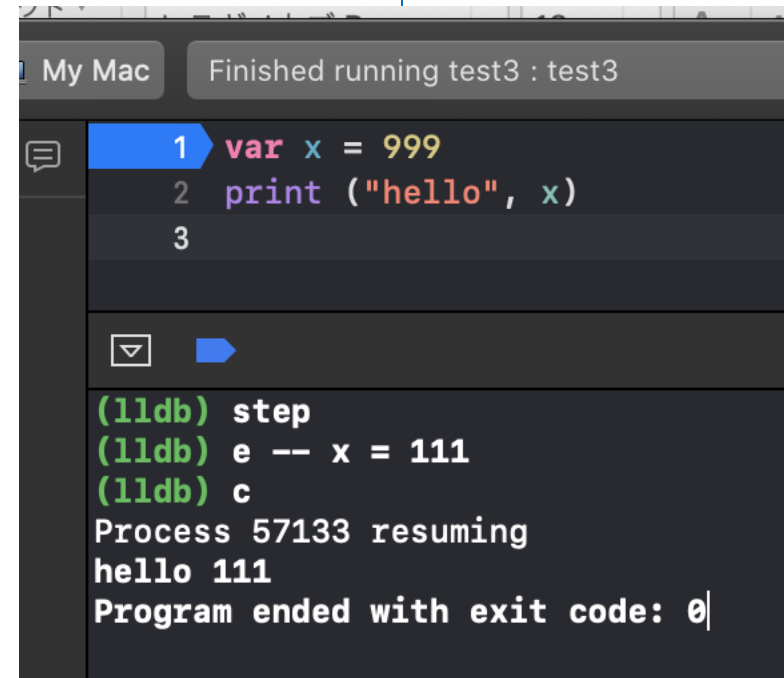 My Mac
Finished running test3 : test3
1 var x = 999
2 print ("hello", x)
3
(lldb) step
(lldb) e -- x = 111
(lldb) c
Process 57133 resuming
hello 111
Program ended with exit code: 0